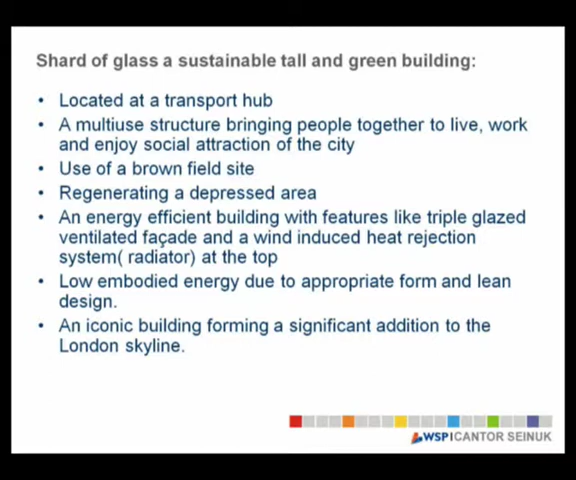 Shard of glass a sustainable tall and green building:
• Located at a transport hub
• A multiuse structure bringing people together to live, work
and enjoy social attraction of the city
• Use of a brown field site
• Regenerating a depressed area
• An energy efficient building with features like triple glazed
ventilated façade and a wind induced heat rejection
system( radiator) at the top
• Low embodied energy due to appropriate form and lean
design.
• An iconic building forming a significant addition to the
London skyline.
WSP|CANTOR SEINUK